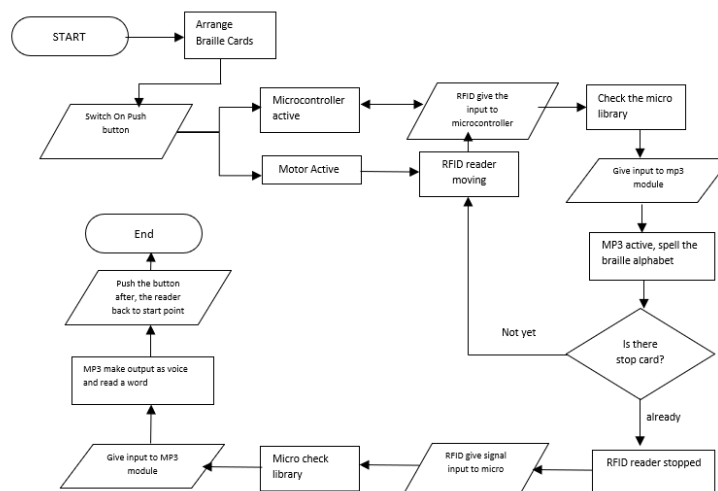 START
Arrange
Braille Cards
Switch On Push
button
Microcontroller
active
RFID give the
input to
microcontroller
Check the micro
library
Motor Active
RFID reader
moving
Give input to mp3
module
MP3 active, spell the
braille alphabet
Is there
stop card?
Not yet
already
RFID reader stopped
RFID give signal
input to micro
Micro check
library
Give input to MP3
module
MP3 make output as voice
and read a word
Push the button
after, the reader
back to start point
End